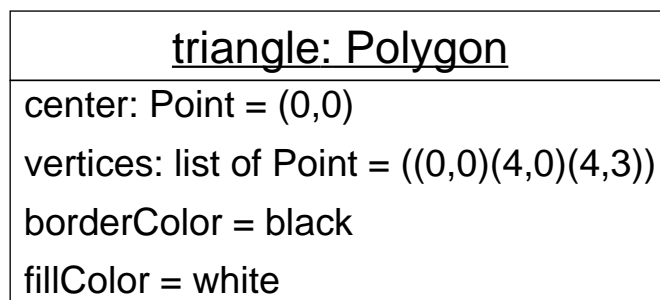 triangle: Polygon
center: Point = (0,0)
vertices: list of Point = ((0,0)(4,0)(4,3))
borderColor = black
fillColor = white